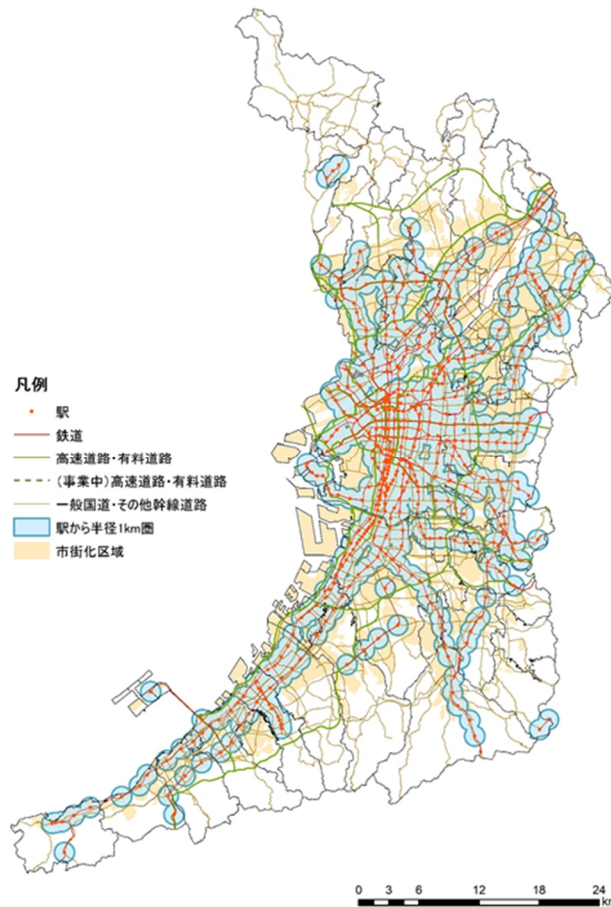 凡例
駅
鉄道
高速道路・有料道路
(事業中)高速道路・有料道路
一般国道・その他幹線道路
駅から半径1km圏
市街化区域
0 3 6 12 18 24
km